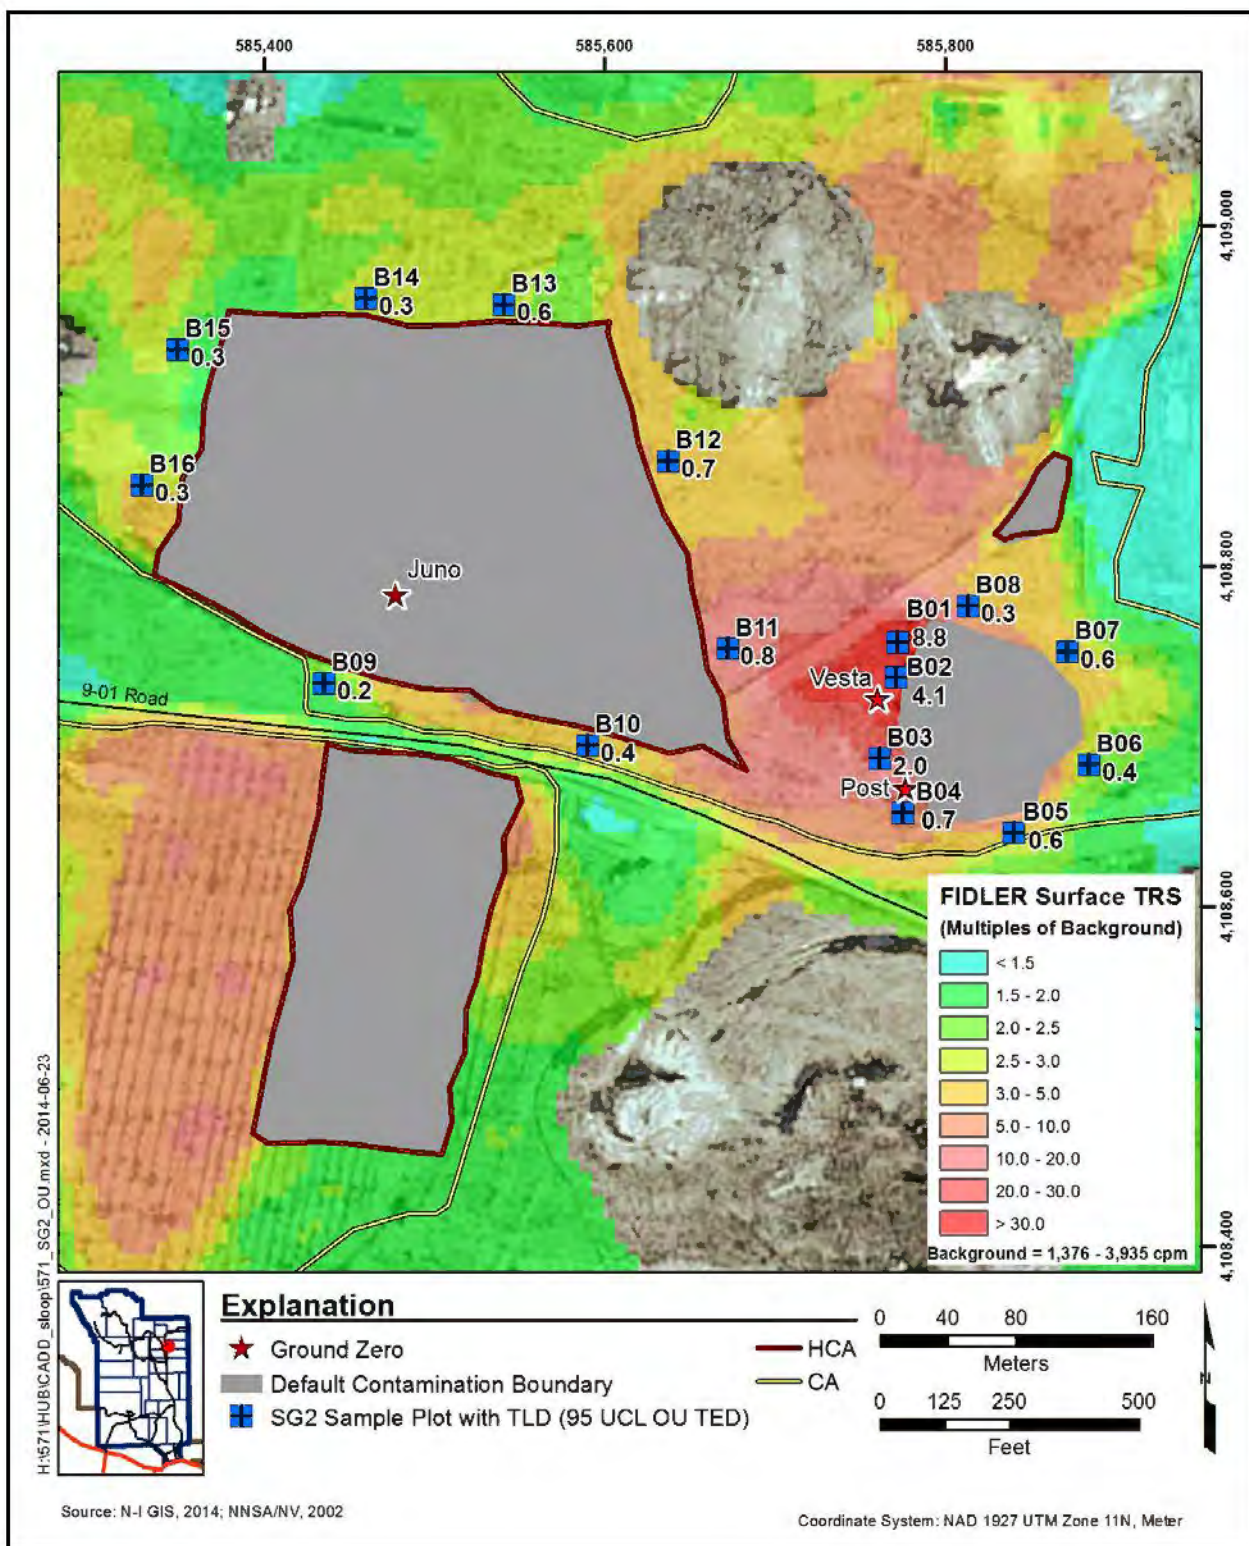 585,400
585,600
585,800
4,109,000
4,108,800
4,108,600
4,108,400
B14
0.3
B13
0.6
B15
0.3
B16
0.3
B12
0.7
Juno
B08
0.3
B01
8.8
B11
0.8
B07
0.6
B02
4.1
Vesta
B09
0.2
9-01 Road
B10
0.4
B03
2.0
B06
0.4
Post
B04
0.7
B05
0.6
FIDLER Surface TRS
(Multiples of Background)
< 1.5
1.5 - 2.0
2.0 - 2.5
2.5 - 3.0
3.0 - 5.0
5.0 - 10.0
10.0 - 20.0
20.0 - 30.0
> 30.0
Background = 1,376 - 3,935 cpm
H:\571\HUB\CADD_sloop\571_SG2_OU.mxd - 2014-06-23
Explanation
Ground Zero
Default Contamination Boundary
SG2 Sample Plot with TLD (95 UCL OU TED)
HCA
CA
0 40 80 160
Meters
0 125 250 500
Feet
N
Source: N-I GIS, 2014; NNSA/NV, 2002
Coordinate System: NAD 1927 UTM Zone 11N, Meter